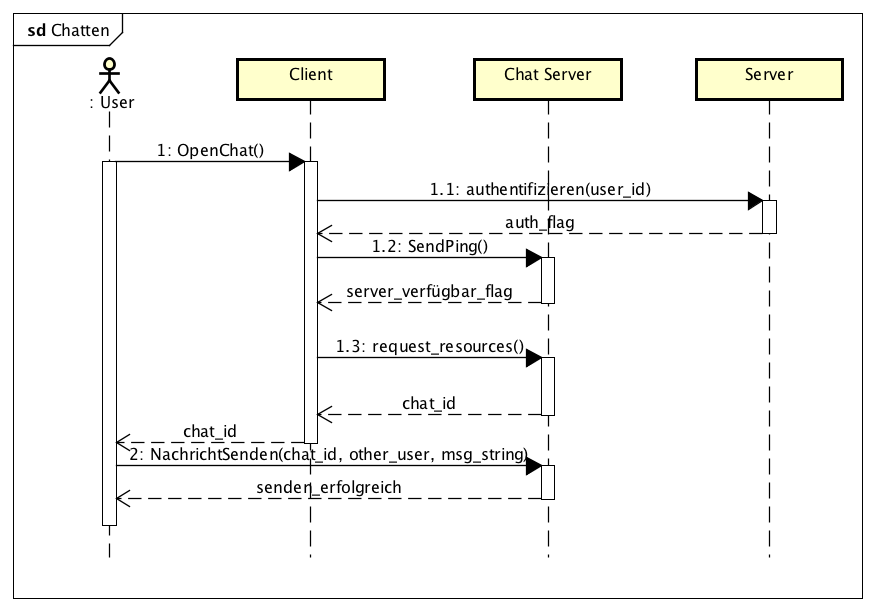 sd Chatten
: User
Client
Chat Server
Server
1: OpenChat()
1.1: authentifizieren(user_id)
auth_flag
1.2: SendPing()
server_verfügbar_flag
1.3: request_resources()
chat_id
chat_id
2: NachrichtSenden(chat_id, other_user, msg_string)
senden_erfolgreich